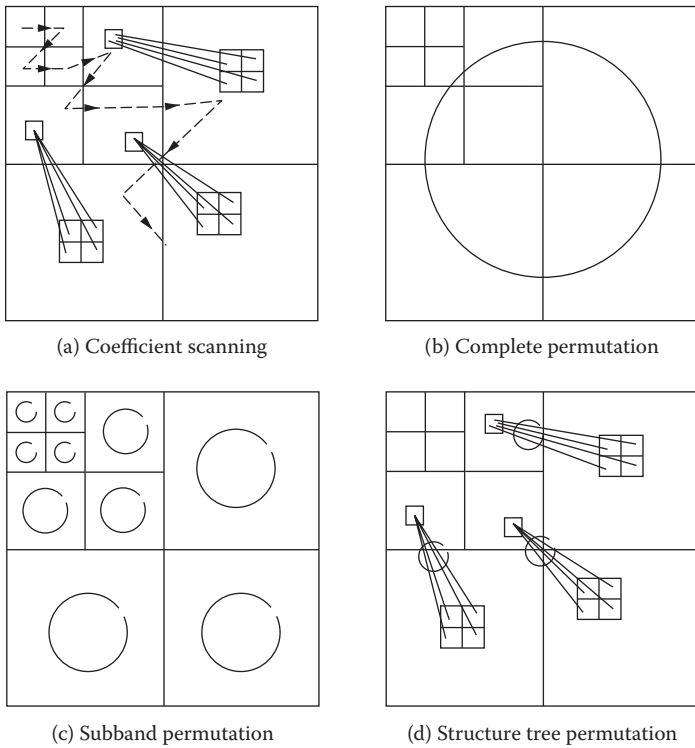 (a) Coefficient scanning
(b) Complete permutation
(c) Subband permutation
(d) Structure tree permutation